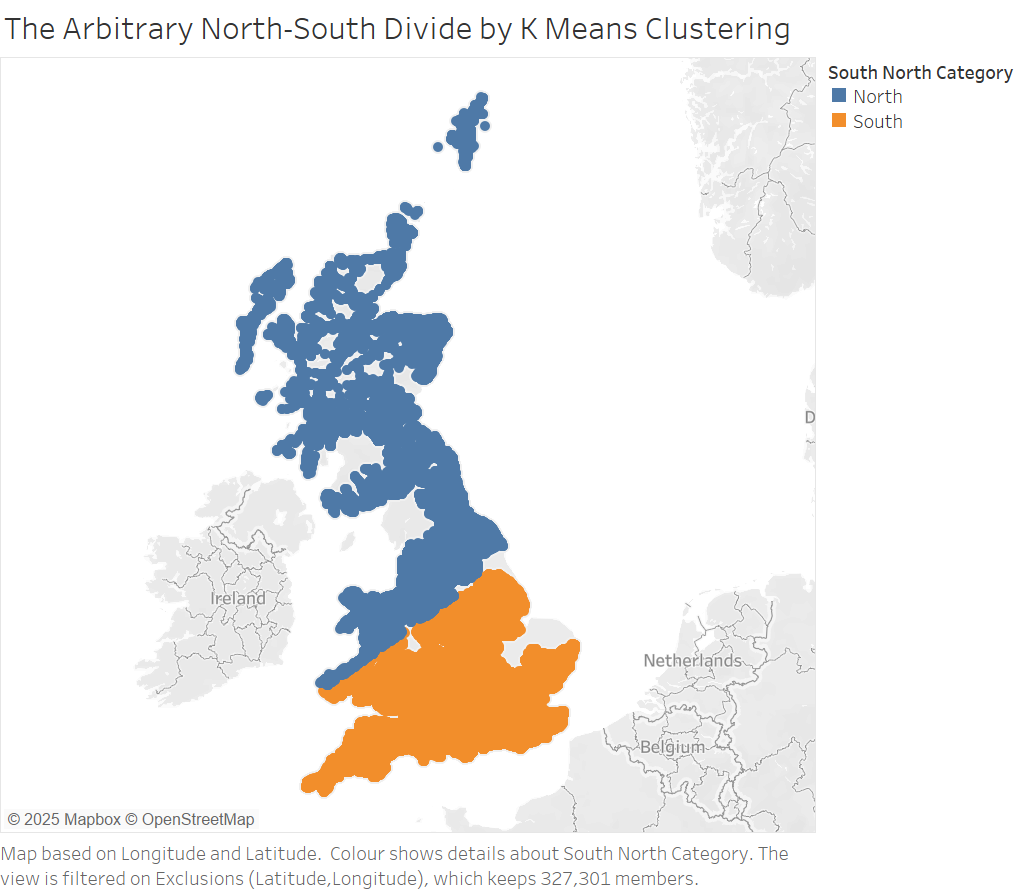 The Arbitrary North-South Divide by K Means Clustering
South North Category
North
South
D
Ireland
Netherlands
Belgium
© 2025 Mapbox © OpenStreetMap
Map based on Longitude and Latitude.  Colour shows details about South North Category. The
view is filtered on Exclusions (Latitude,Longitude), which keeps 327,301 members.